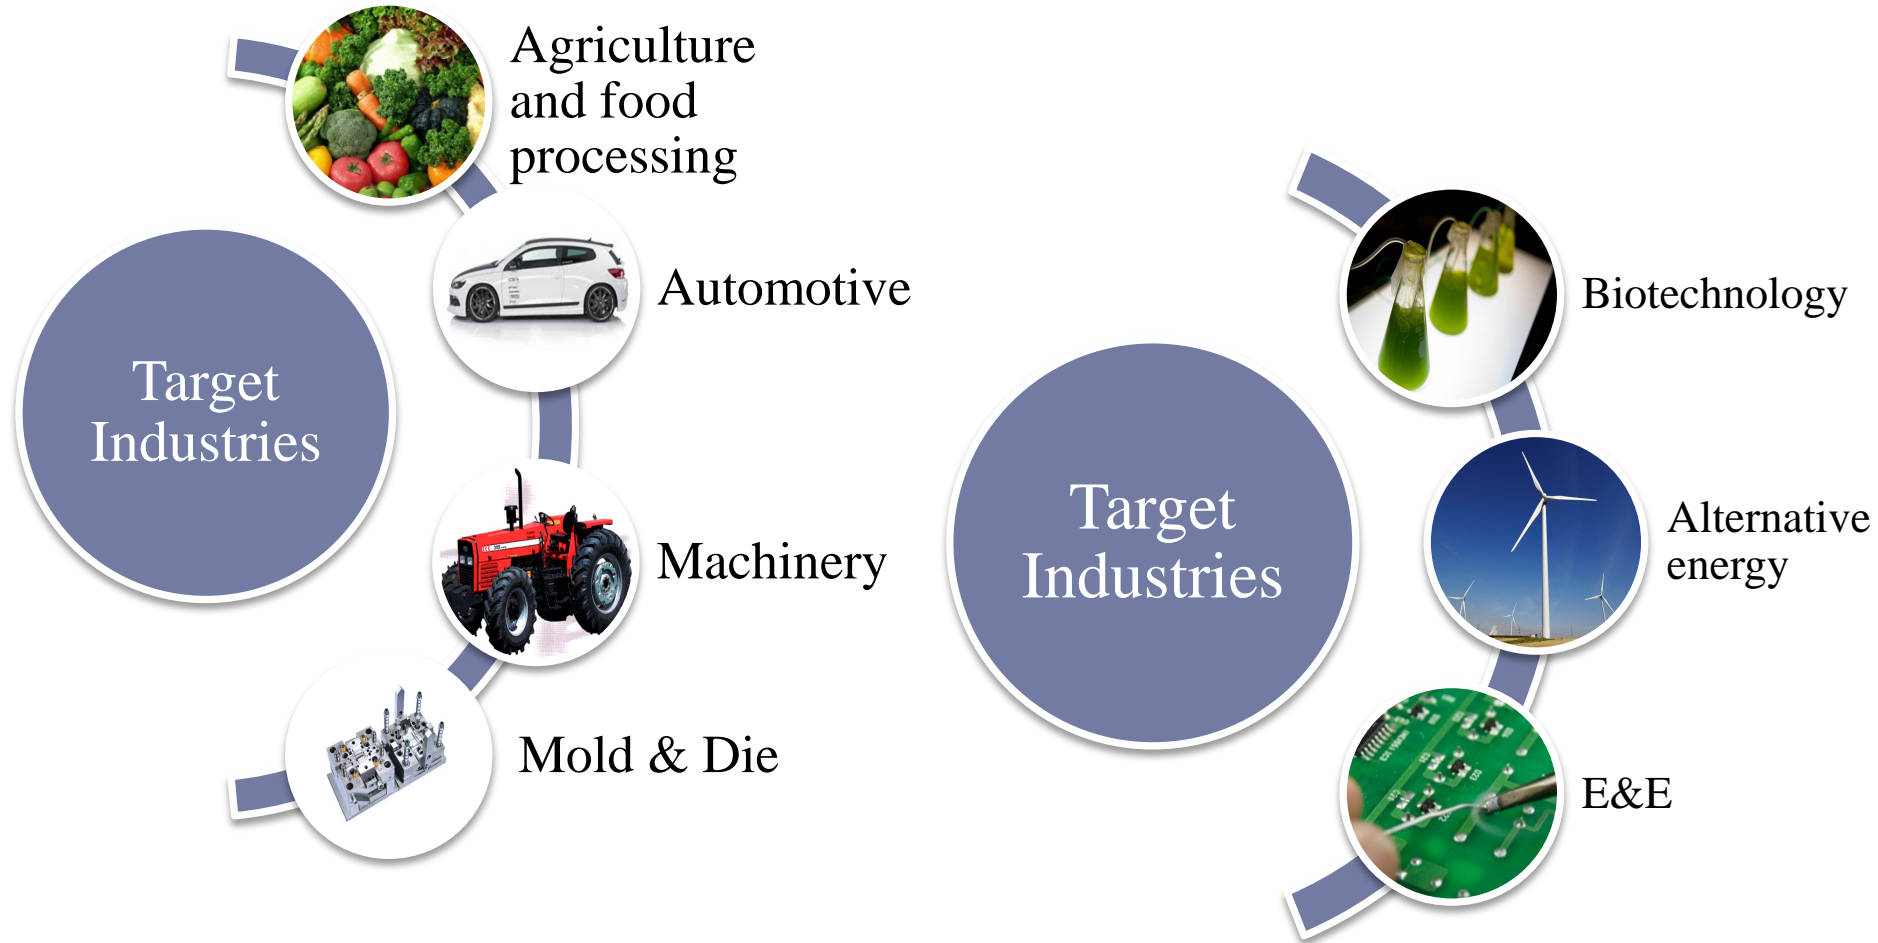 Agriculture
and food
processing
Automotive
Machinery
Mold & Die
Target
Industries
Biotechnology
Alternative
energy
E&E
Target
Industries